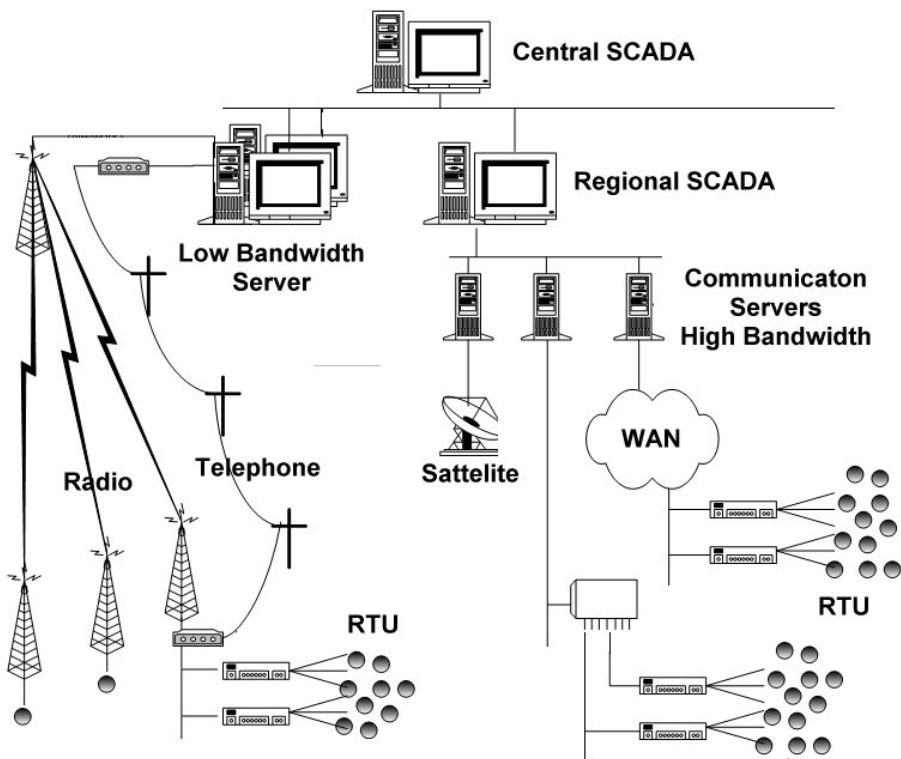 Central SCADA
Regional SCADA
Low Bandwidth
Server
Communicaton
Servers
High Bandwidth
WAN
Radio
Telephone
Sattelite
RTU
RTU